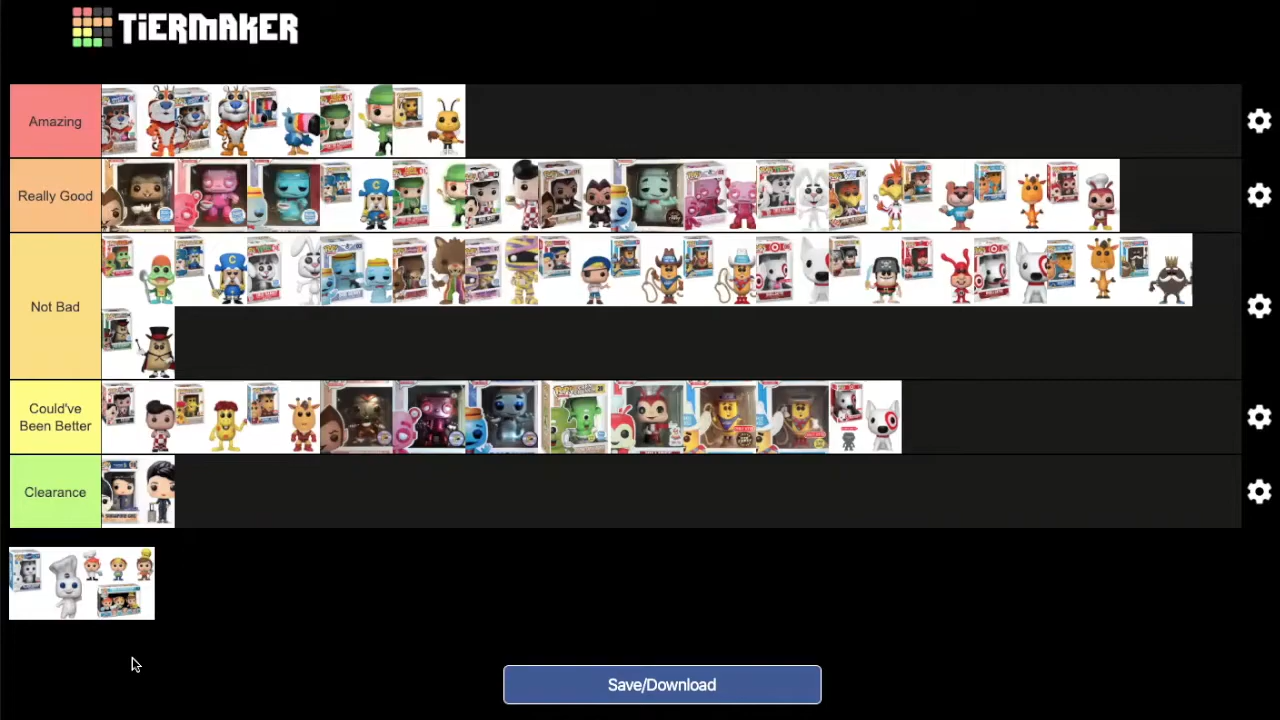 TiERMAKER
Amazing
Really Good
Not Bad
Could've
Been Better
Clearance
Save/Download